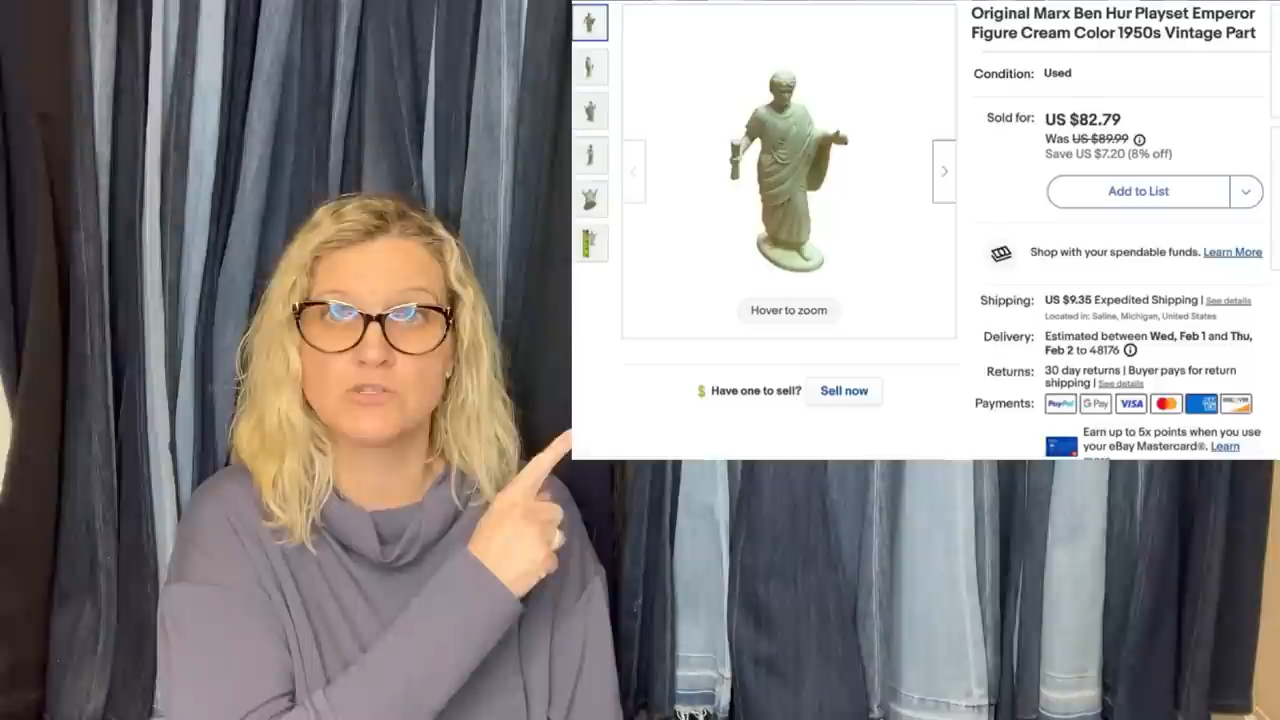 Original Marx Ben Hur Playset Emperor
Figure Cream Color 1950s Vintage Part
Condition: Used
Sold for: US $82.79
Was US $89.99
Save US $7.20 (8% off)
Add to List
Shop with your spendable funds. Learn More
Hover to zoom
Shipping: US $9.35 Expedited Shipping | See details
Located in: Saline, Michigan, United States
Delivery: Estimated between Wed, Feb 1 and Thu,
Feb 2 to 48176
Returns: 30 day returns | Buyer pays for return
shipping | See details
Have one to sell? Sell now
Payments: PayPal G Pay VISA DISCOVER
Earn up to 5x points when you use
your eBay Mastercard®. Learn